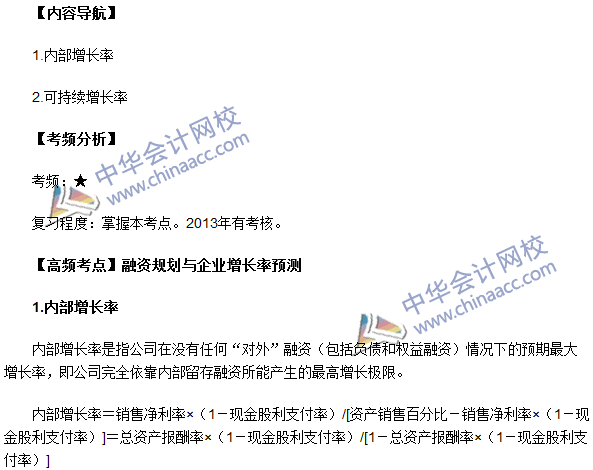 【内容导航】
1.内部增长率
2.可持续增长率
【考频分析】
考频：★
复习程度：掌握本考点。2013年有考核。
【高频考点】融资规划与企业增长率预测
1.内部增长率
内部增长率是指公司在没有任何“对外”融资（包括负债和权益融资）情况下的预期最大
增长率，即公司完全依靠内部留存融资所能产生的最高增长极限。
内部增长率＝销售净利率×（1－现金股利支付率）/[资产销售百分比－销售净利率×（1－现
金股利支付率）]＝总资产报酬率×（1－现金股利支付率）/[1－总资产报酬率×（1－现金股利支
付率）]
中华会计网校
www.chinaacc.com
中华会计网校
www.chinaacc.com